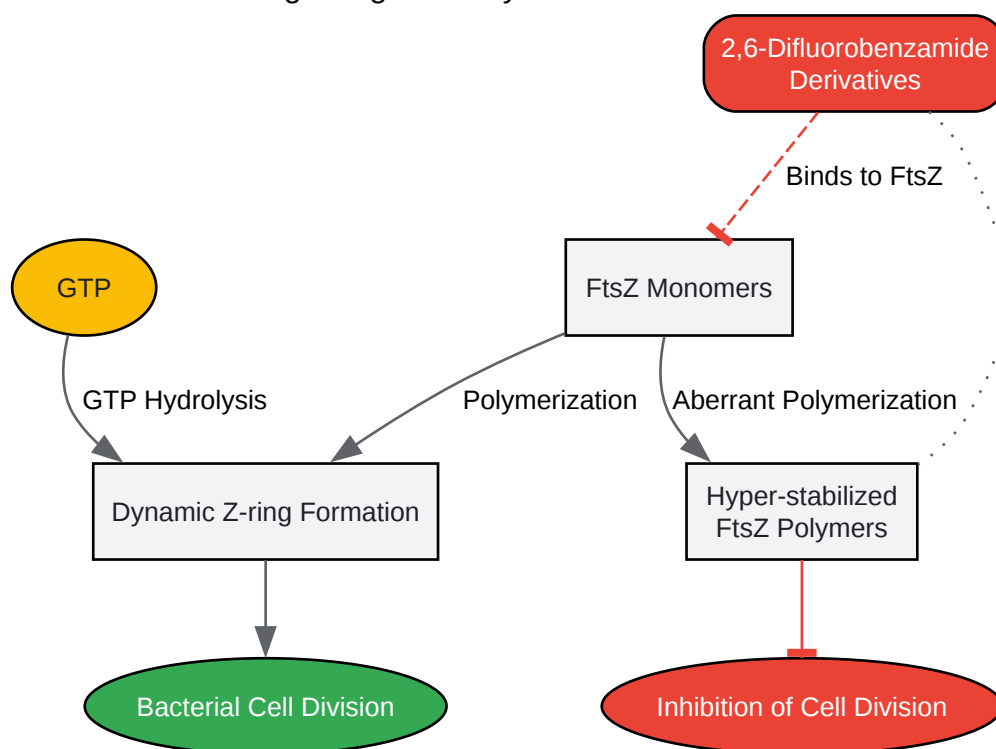 2,6-Difluorobenzamide
Derivatives
Binds to FtsZ
GTP
FtsZ Monomers
GTP Hydrolysis
Polymerization
Aberrant Polymerization
Dynamic Z-ring Formation
Hyper-stabilized
FtsZ Polymers
Bacterial Cell Division
Inhibition of Cell Division